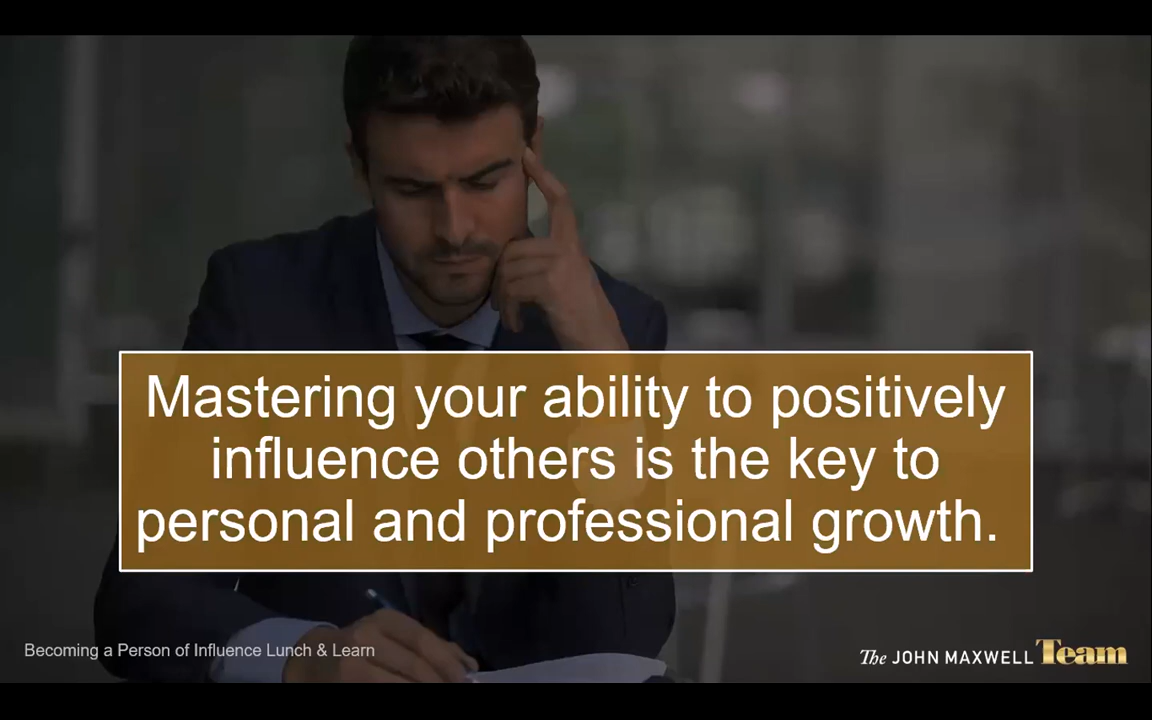 Mastering your ability to positively
influence others is the key to
personal and professional growth.
Becoming a Person of Influence Lunch & Learn
The JOHN MAXWELL Team